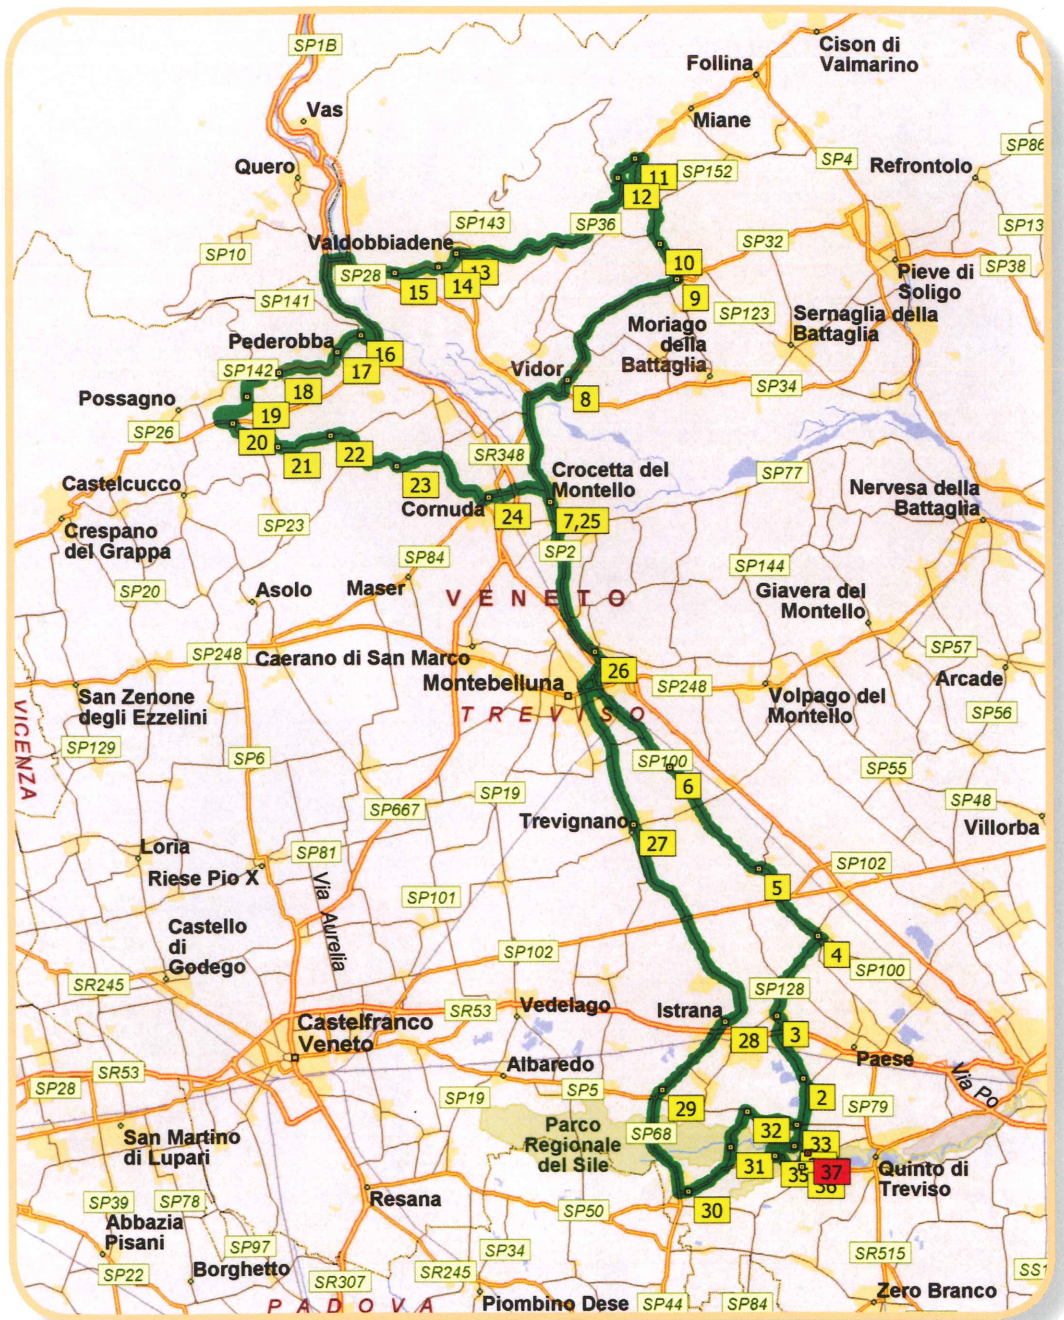 SP1B
Cison di
Valmarino
Follina
Vas
Miane
SP86
SP4
Quero
SP152
Refrontolo
11
12
SP143
SP36
SP13
Valdobbiadene
SP32
SP10
SP28
13
10
SP38
14
15
9
Pieve di
Soligo
SP141
SP123
Sernaglia della
Battaglia
Moriago
della
Battaglia
Pederobba
16
17
Vidor
SP142
18
8
SP34
Possagno
19
SP26
20
22
21
SR348
Crocetta del
Montello
SP77
Castelcucco
23
Nervesa della
Battaglia
Cornuda
24
7,25
Crespano
del Grappa
SP23
SP2
SP84
SP144
SP20
Asolo
Maser
Giavera del
Montello
VENETO
SP248
Caerano di San Marco
SP57
26
Arcade
Montebelluna
SP248
San Zenone
degli Ezzelini
Volpago del
Montello
TREVISO
SP56
VICENZA
SP129
SP6
SP100
SP55
6
SP19
SP48
SP667
Trevignano
Villorba
27
Loria
SP81
SP102
Riese Pio X
Via Aurelia
5
SP101
Castello
di
Godego
SP102
4
SP100
SR245
SP128
Vedelago
Istrana
SR53
Castelfranco
Veneto
3
28
Paese
Albaredo
SR53
SP28
SP5
Via Po
2
SP19
29
SP79
Parco
Regionale
del Sile
SP68
32
33
San Martino
di Lupari
31
35
37
36
Quinto di
Treviso
Resana
SP39
SP78
30
SP50
Abbazia
Pisani
SP97
SP34
SR515
SP22
Borghetto
SR307
SR245
SS1
Zero Branco
PADOVA
Piombino Dese
SP44
SP84